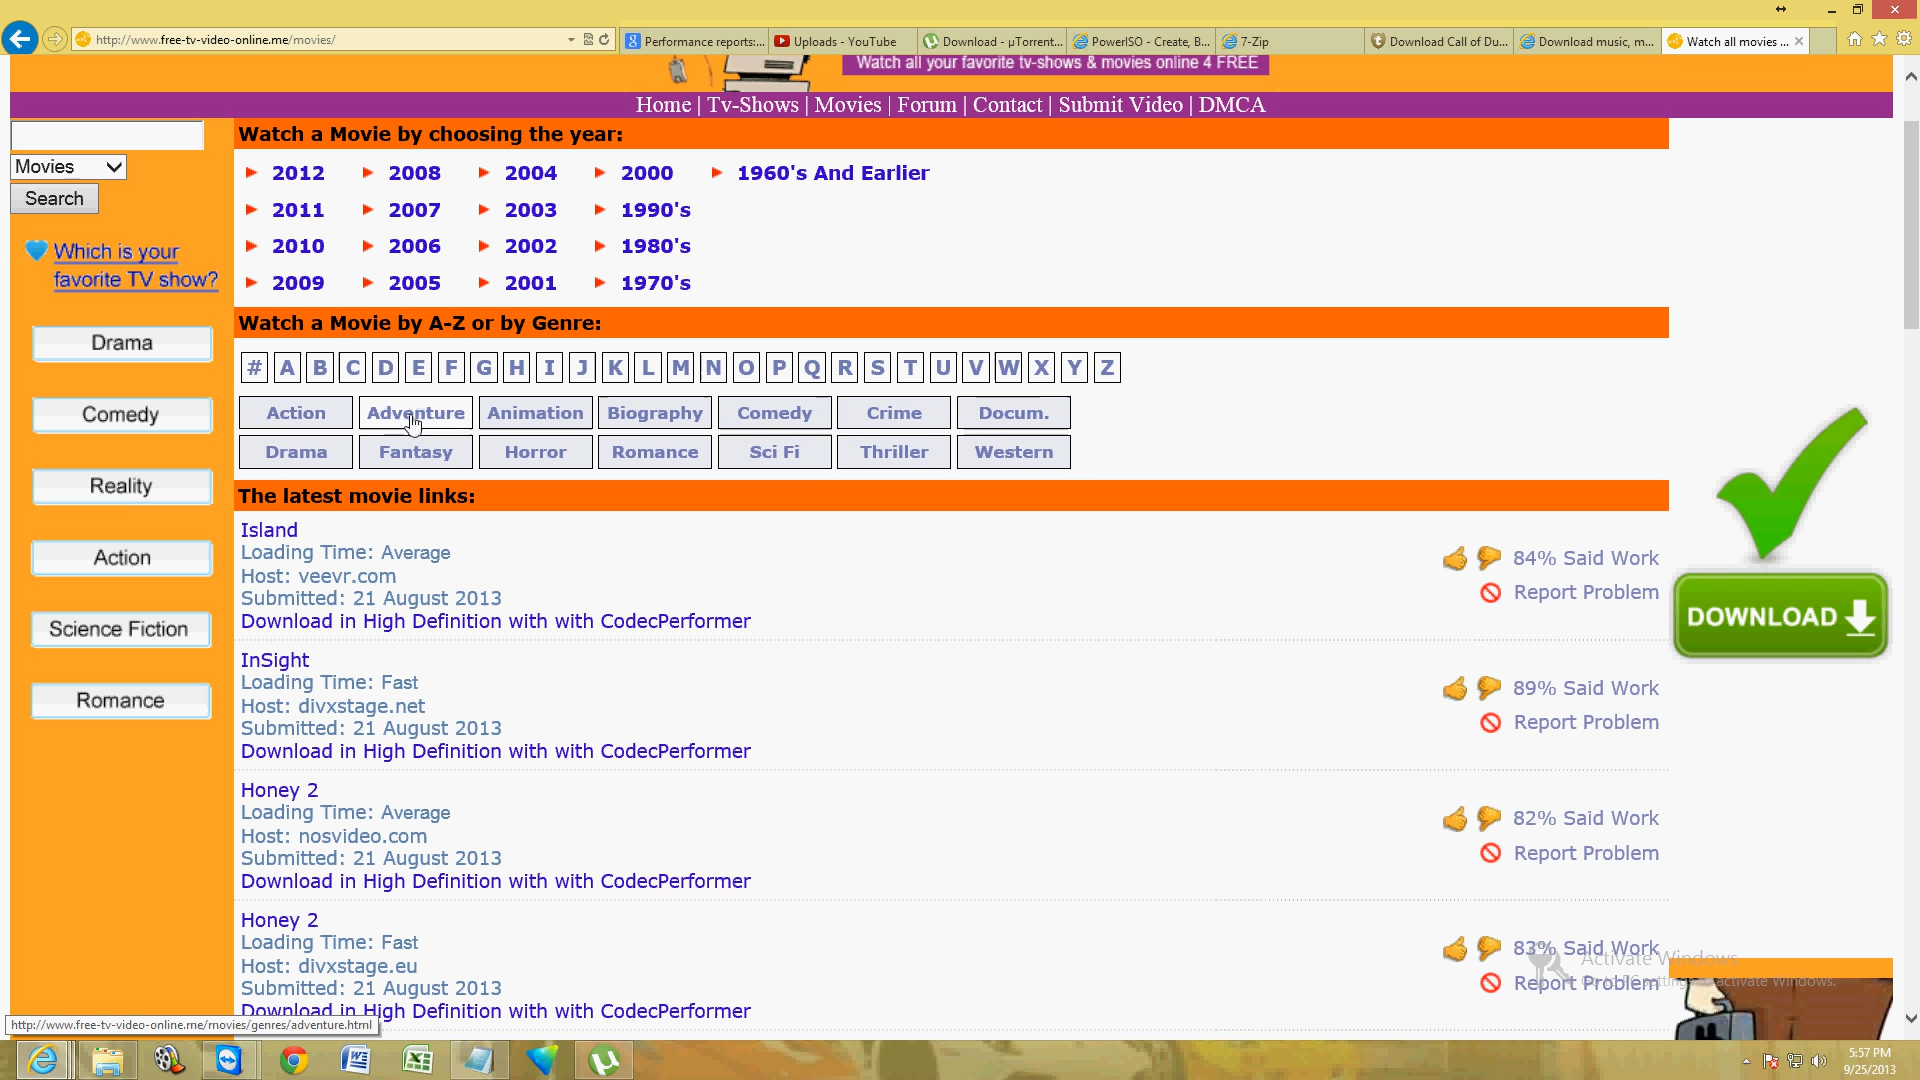 http://www.free-tv-video-online.me/movies/
Performance reports:...
Uploads - YouTube
Download - µTorrent...
PowerISO - Create, B...
7-Zip
Download Call of Du...
Download music, m...
Watch all movies ...
Watch all your favorite tv-shows & movies online 4 FREE
Home | Tv-Shows | Movies | Forum | Contact | Submit Video | DMCA
Movies
Search
Which is your
favorite TV show?
Drama
Comedy
Reality
Action
Science Fiction
Romance
Watch a Movie by choosing the year:
2012 2008 2004 2000 1960's And Earlier
2011 2007 2003 1990's
2010 2006 2002 1980's
2009 2005 2001 1970's
Watch a Movie by A-Z or by Genre:
# A B C D E F G H I J K L M N O P Q R S T U V W X Y Z
Action Adventure Animation Biography Comedy Crime Docum.
Drama Fantasy Horror Romance Sci Fi Thriller Western
The latest movie links:
Island
Loading Time: Average
Host: veevr.com
Submitted: 21 August 2013
Download in High Definition with with CodecPerformer
84% Said Work
Report Problem
InSight
Loading Time: Fast
Host: divxstage.net
Submitted: 21 August 2013
Download in High Definition with with CodecPerformer
89% Said Work
Report Problem
Honey 2
Loading Time: Average
Host: nosvideo.com
Submitted: 21 August 2013
Download in High Definition with with CodecPerformer
82% Said Work
Report Problem
Honey 2
Loading Time: Fast
Host: divxstage.eu
Submitted: 21 August 2013
Download in High Definition with with CodecPerformer
83% Said Work
Report Problem
DOWNLOAD
Activate Windows
Go to PC settings to activate Windows.
http://www.free-tv-video-online.me/movies/genres/adventure.html
5:57 PM
9/25/2013